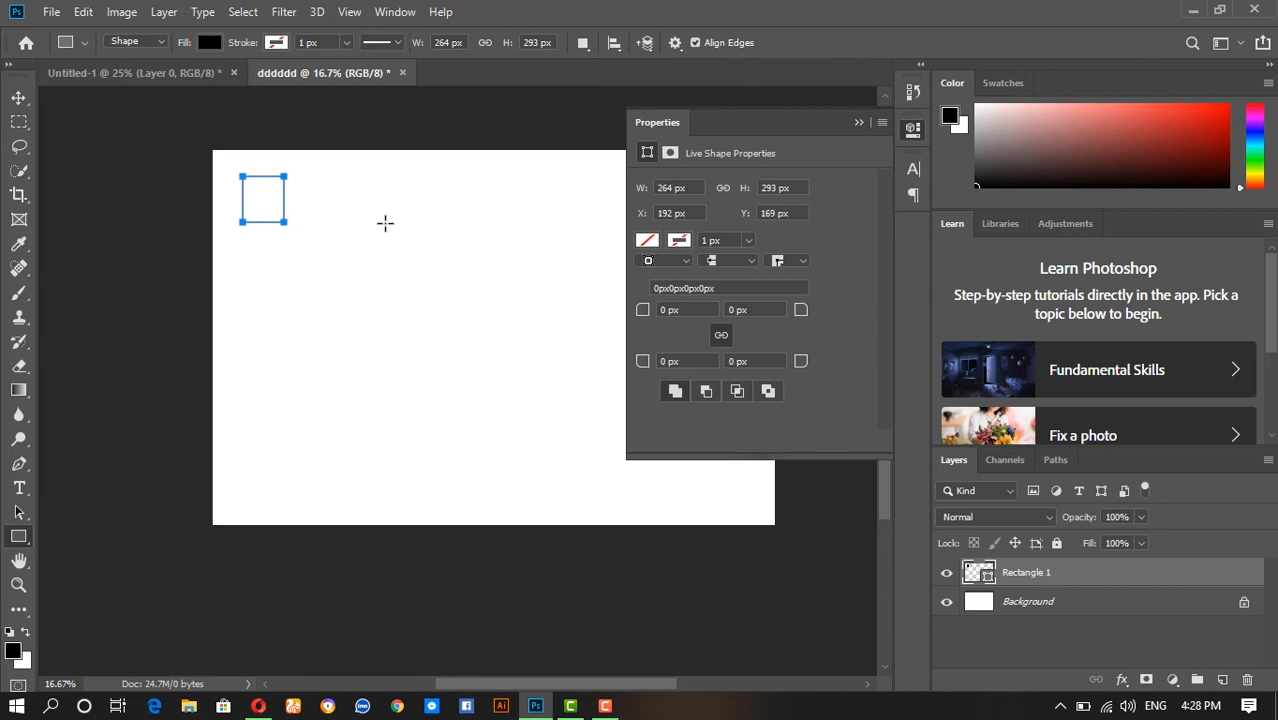 Ps File Edit Image Layer Type Select Filter 3D View Window Help
Shape Fill: Stroke: 1 px W: 264 px H: 293 px Align Edges
Untitled-1 @ 25% (Layer 0, RGB/8) * × dddddd @ 16.7% (RGB/8) * ×
Properties
Live Shape Properties
W: 264 px H: 293 px
X: 192 px Y: 169 px
1 px
0px0px0px0px
0 px 0 px
0 px 0 px
Color Swatches
Learn Libraries Adjustments
Learn Photoshop
Step-by-step tutorials directly in the app. Pick a
topic below to begin.
Fundamental Skills
Fix a photo
Layers Channels Paths
Kind
Normal Opacity: 100%
Lock: Fill: 100%
Rectangle 1
Background
16.67% Doc: 24.7M/0 bytes
Ai Ps ENG 4:28 PM